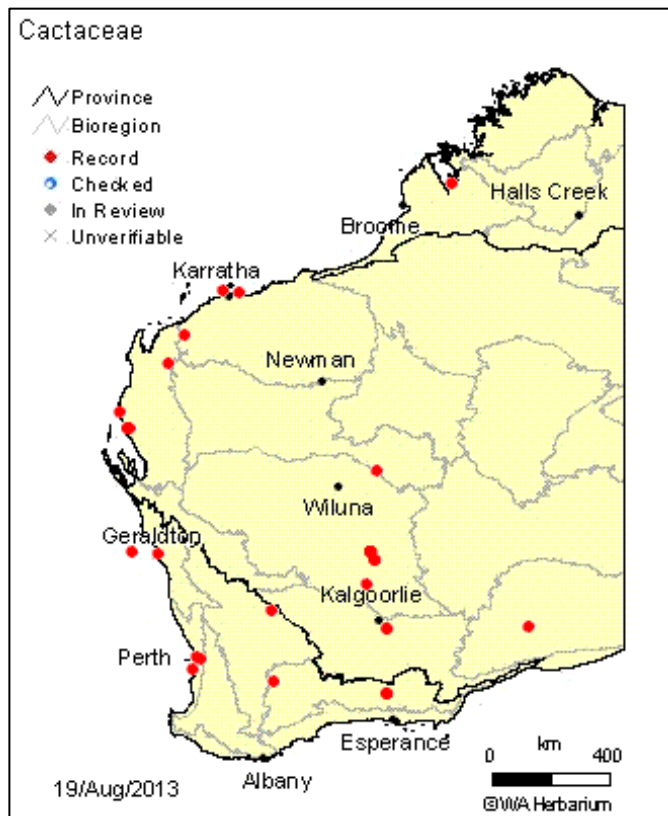 Cactaceae
Province
Bioregion
Record
Checked
In Review
Unverifiable
Halls Creek
Broome
Karratha
Newman
Wiluna
Geraldton
Kalgoorlie
Perth
Esperance
Albany
0 km 400
19/Aug/2013
©WA Herbarium